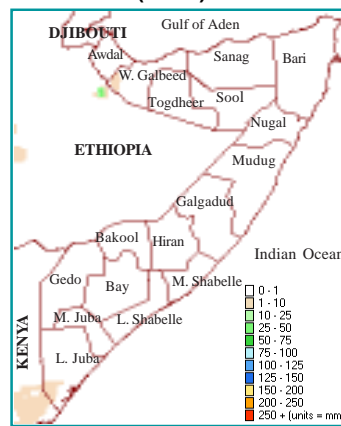 Gulf of Aden
DJIBOUTI
Awdal
Sanag
Bari
W. Galbeed
Togdheer
Sool
Nugal
ETHIOPIA
Mudug
Galgadud
Bakool
Hiran
Indian Ocean
Gedo
Bay
M. Shabelle
M. Juba
L. Shabelle
KENYA
L. Juba
0 - 1
1 - 10
10 - 25
25 - 50
50 - 75
75 - 100
100 - 125
125 - 150
150 - 200
200 - 250
250 + (units = mm